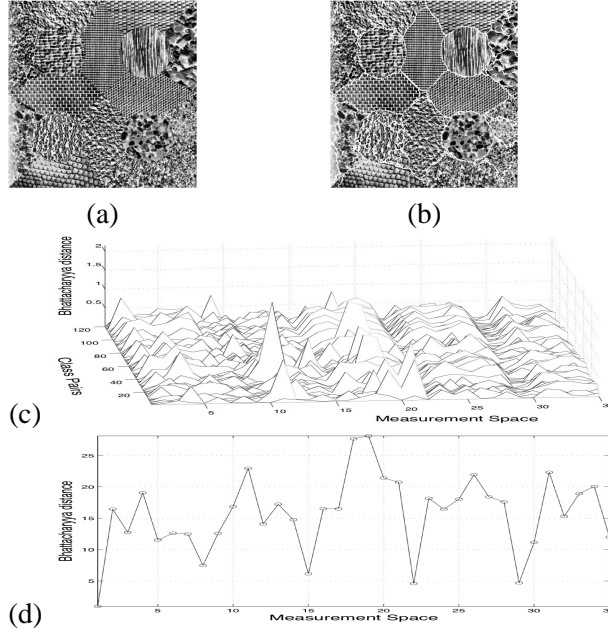 (a) (b)
Bhattacharyya distance
2
1.5
1
0.5
120
100
80
60
40
20
Class Pairs
5 10 15 20 25 30
Measurement Space
(c)
Bhattacharyya distance
25
20
15
10
5
5 10 15 20 25 30
Measurement Space
(d)